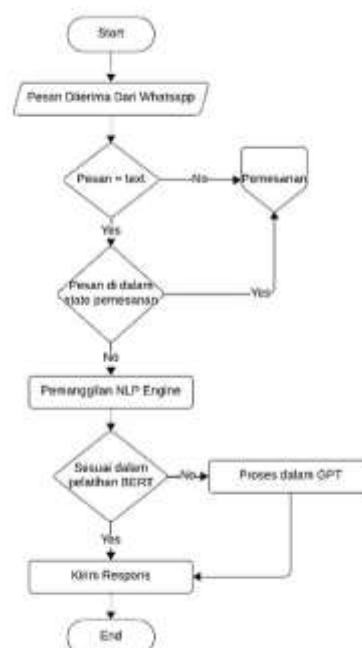 Start
Pesan Diterima Dari Whatsapp
Pesan = text
No
Pemesanan
Yes
Pesan di dalam
state pemesanan
Yes
No
Pemanggilan NLP Engine
Sesuai dalam
pelatihan BERT
No
Proses dalam GPT
Yes
Kirim Respons
End